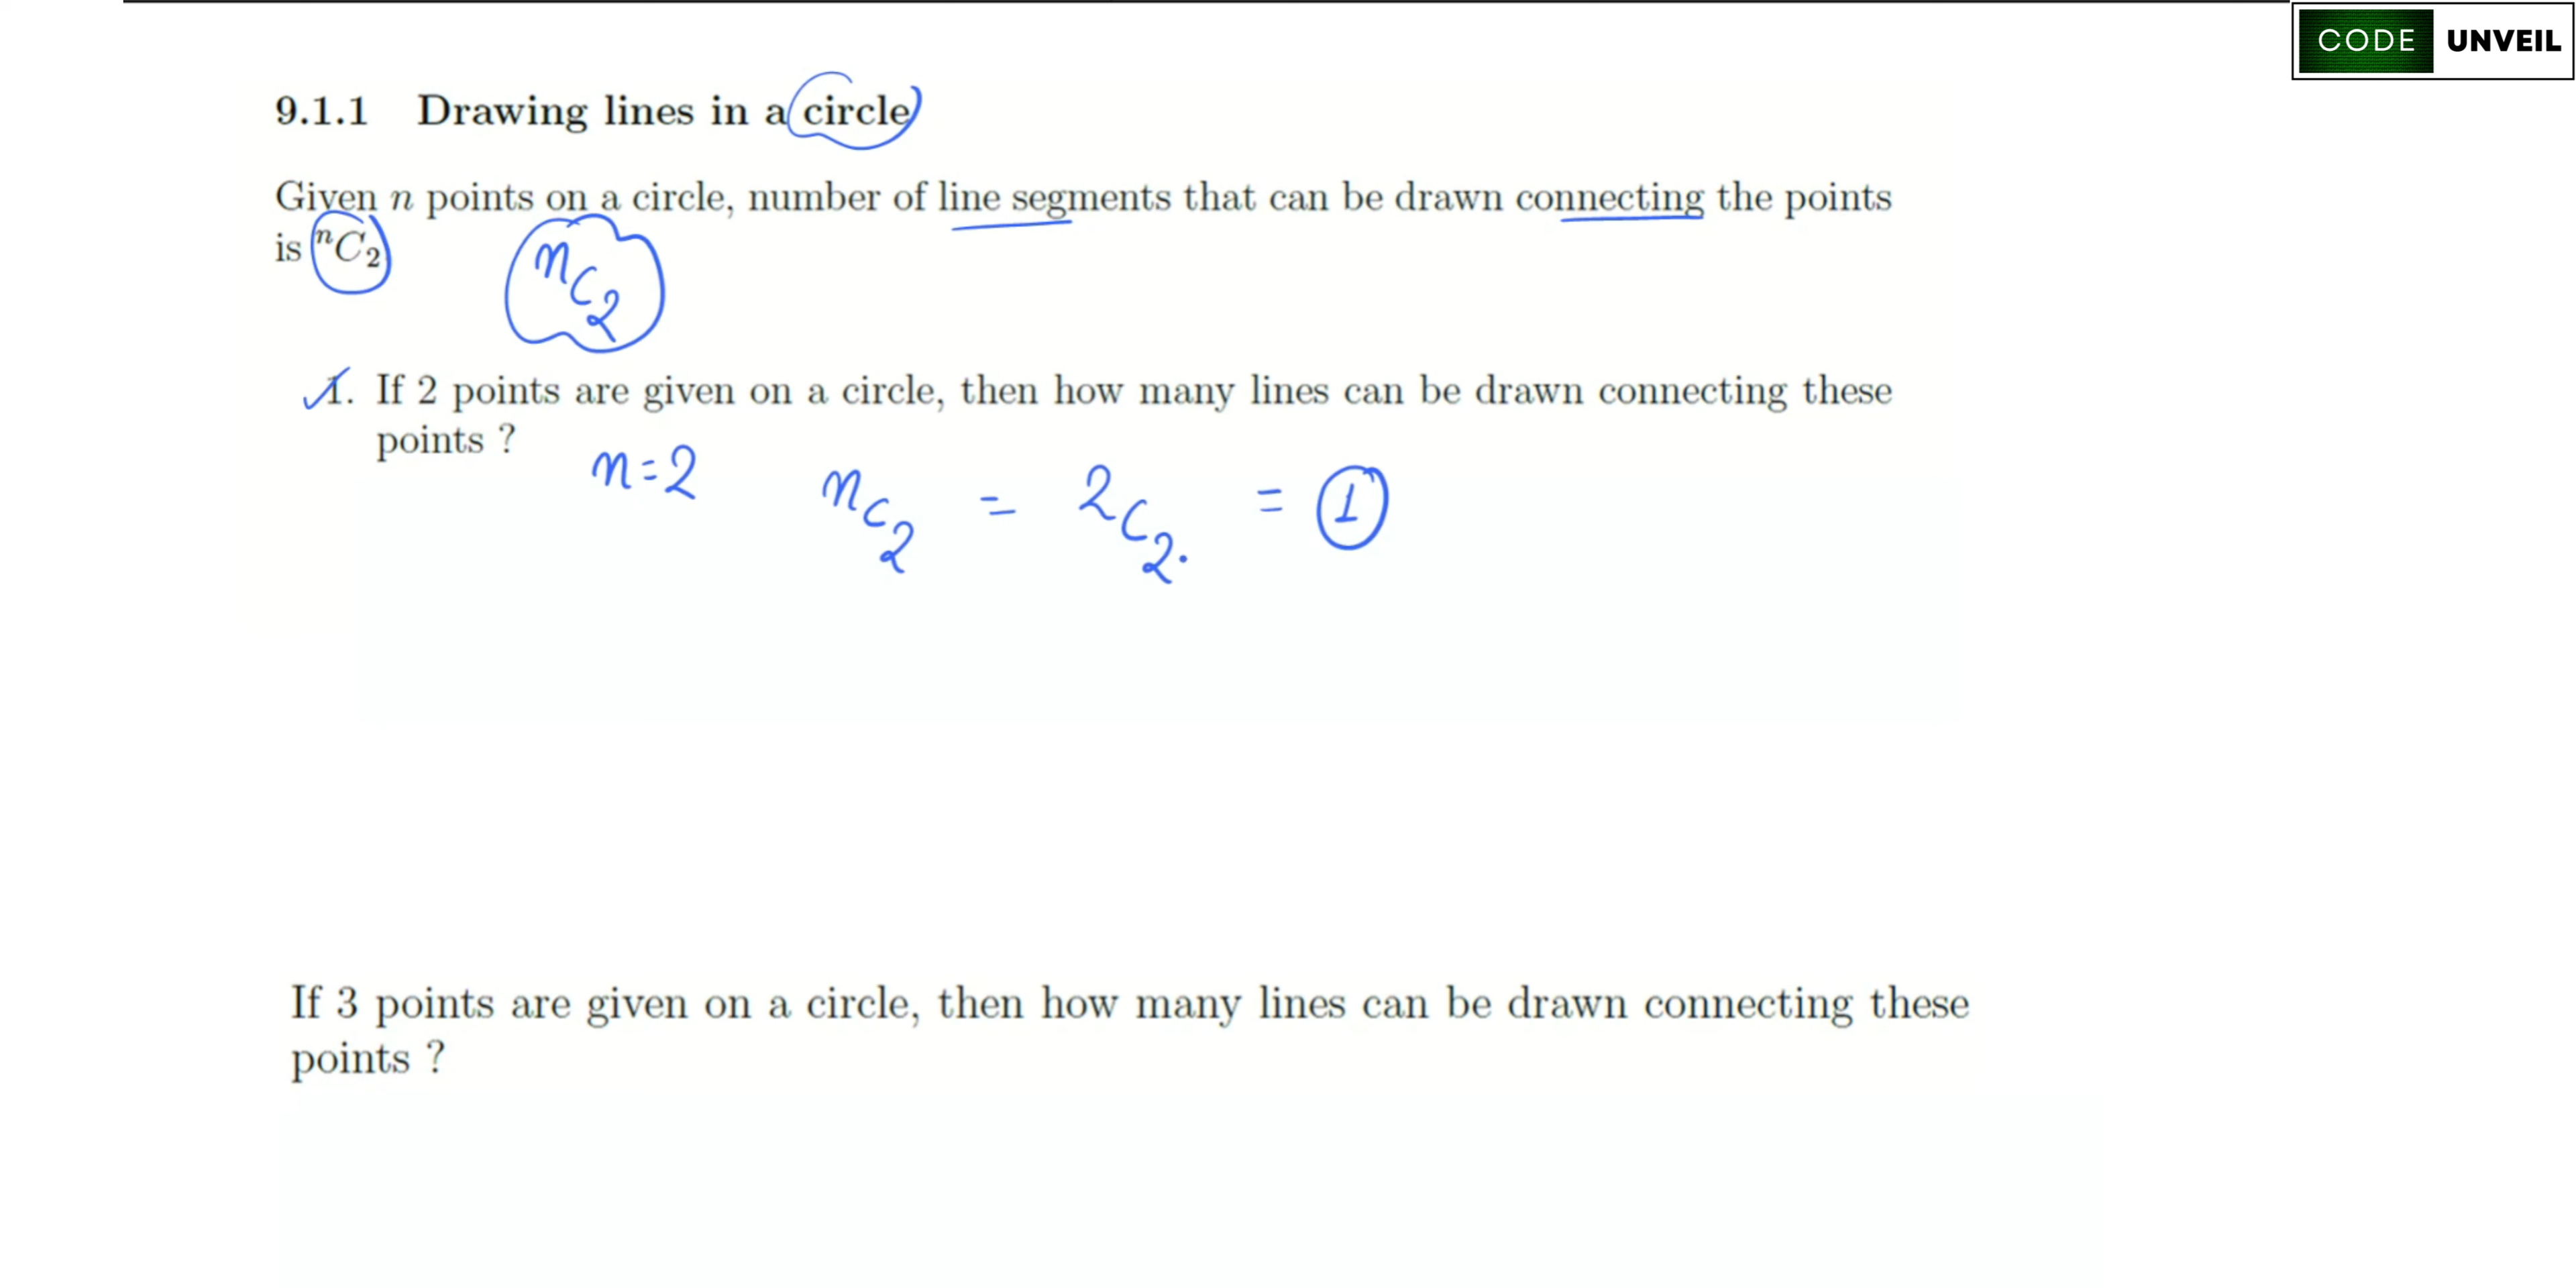 CODE UNVEIL
9.1.1 Drawing lines in a circle
Given n points on a circle, number of line segments that can be drawn connecting the points
is ⁿC₂
ⁿC₂
1. If 2 points are given on a circle, then how many lines can be drawn connecting these
points ?
n=2 ⁿC₂ = ²C₂. = 1
If 3 points are given on a circle, then how many lines can be drawn connecting these
points ?